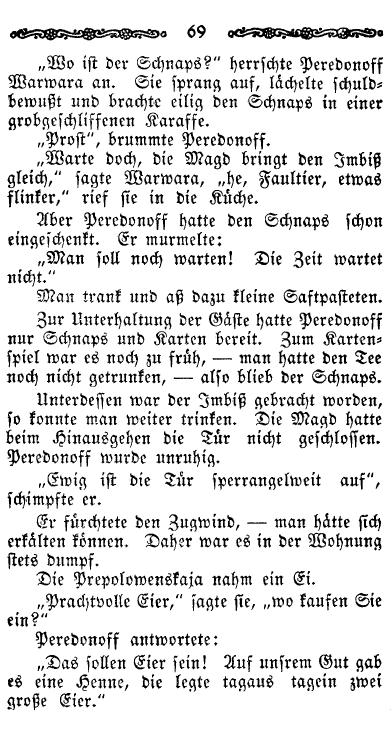 69
„Wo ist der Schnaps?“ herrschte Peredonoff
Warwara an. Sie sprang auf, lächelte schuld-
bewußt und brachte eilig den Schnaps in einer
grobgeschliffenen Karaffe.
„Prost“, brummte Peredonoff.
„Warte doch, die Magd bringt den Imbiß
gleich,“ sagte Warwara, „he, Faultier, etwas
flinker,“ rief sie in die Küche.
Aber Peredonoff hatte den Schnaps schon
eingeschenkt. Er murmelte:
„Man soll noch warten! Die Zeit wartet
nicht.“
Man trank und aß dazu kleine Saftpasteten.
Zur Unterhaltung der Gäste hatte Peredonoff
nur Schnaps und Karten bereit. Zum Karten-
spiel war es noch zu früh, — man hatte den Tee
noch nicht getrunken, — also blieb der Schnaps.
Unterdessen war der Imbiß gebracht worden,
so konnte man weiter trinken. Die Magd hatte
beim Hinausgehen die Tür nicht geschlossen.
Peredonoff wurde unruhig.
„Ewig ist die Tür sperrangelweit auf“,
schimpfte er.
Er fürchtete den Zugwind, — man hätte sich
erkälten können. Daher war es in der Wohnung
stets dumpf.
Die Prepolowenskaja nahm ein Ei.
„Prachtvolle Eier,“ sagte sie, „wo kaufen Sie
ein?“
Peredonoff antwortete:
„Das sollen Eier sein! Auf unsrem Gut gab
es eine Henne, die legte tagaus tagein zwei
große Eier.“